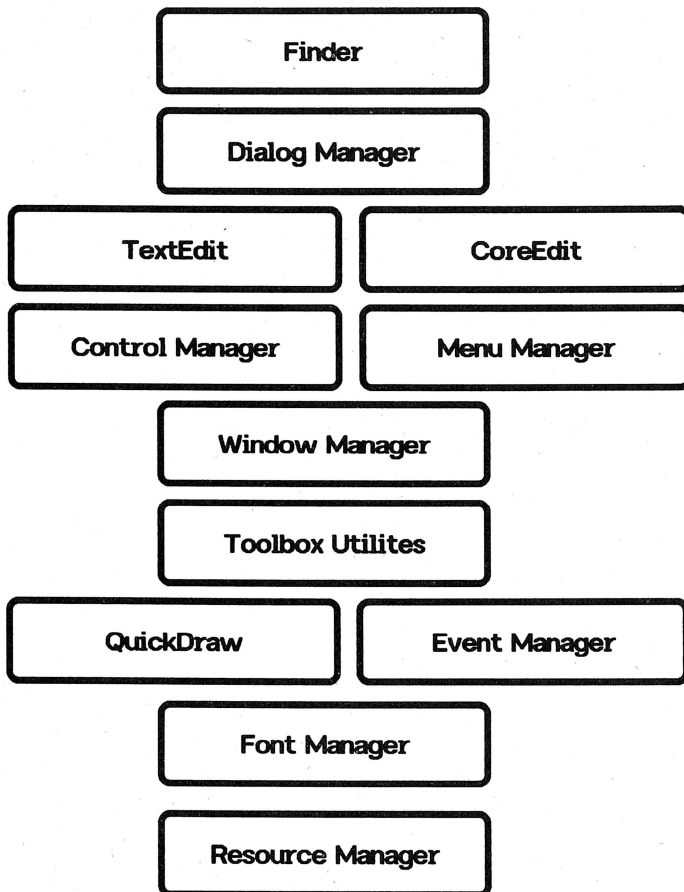 Finder
Dialog Manager
TextEdit
CoreEdit
Control Manager
Menu Manager
Window Manager
Toolbox Utilites
QuickDraw
Event Manager
Font Manager
Resource Manager